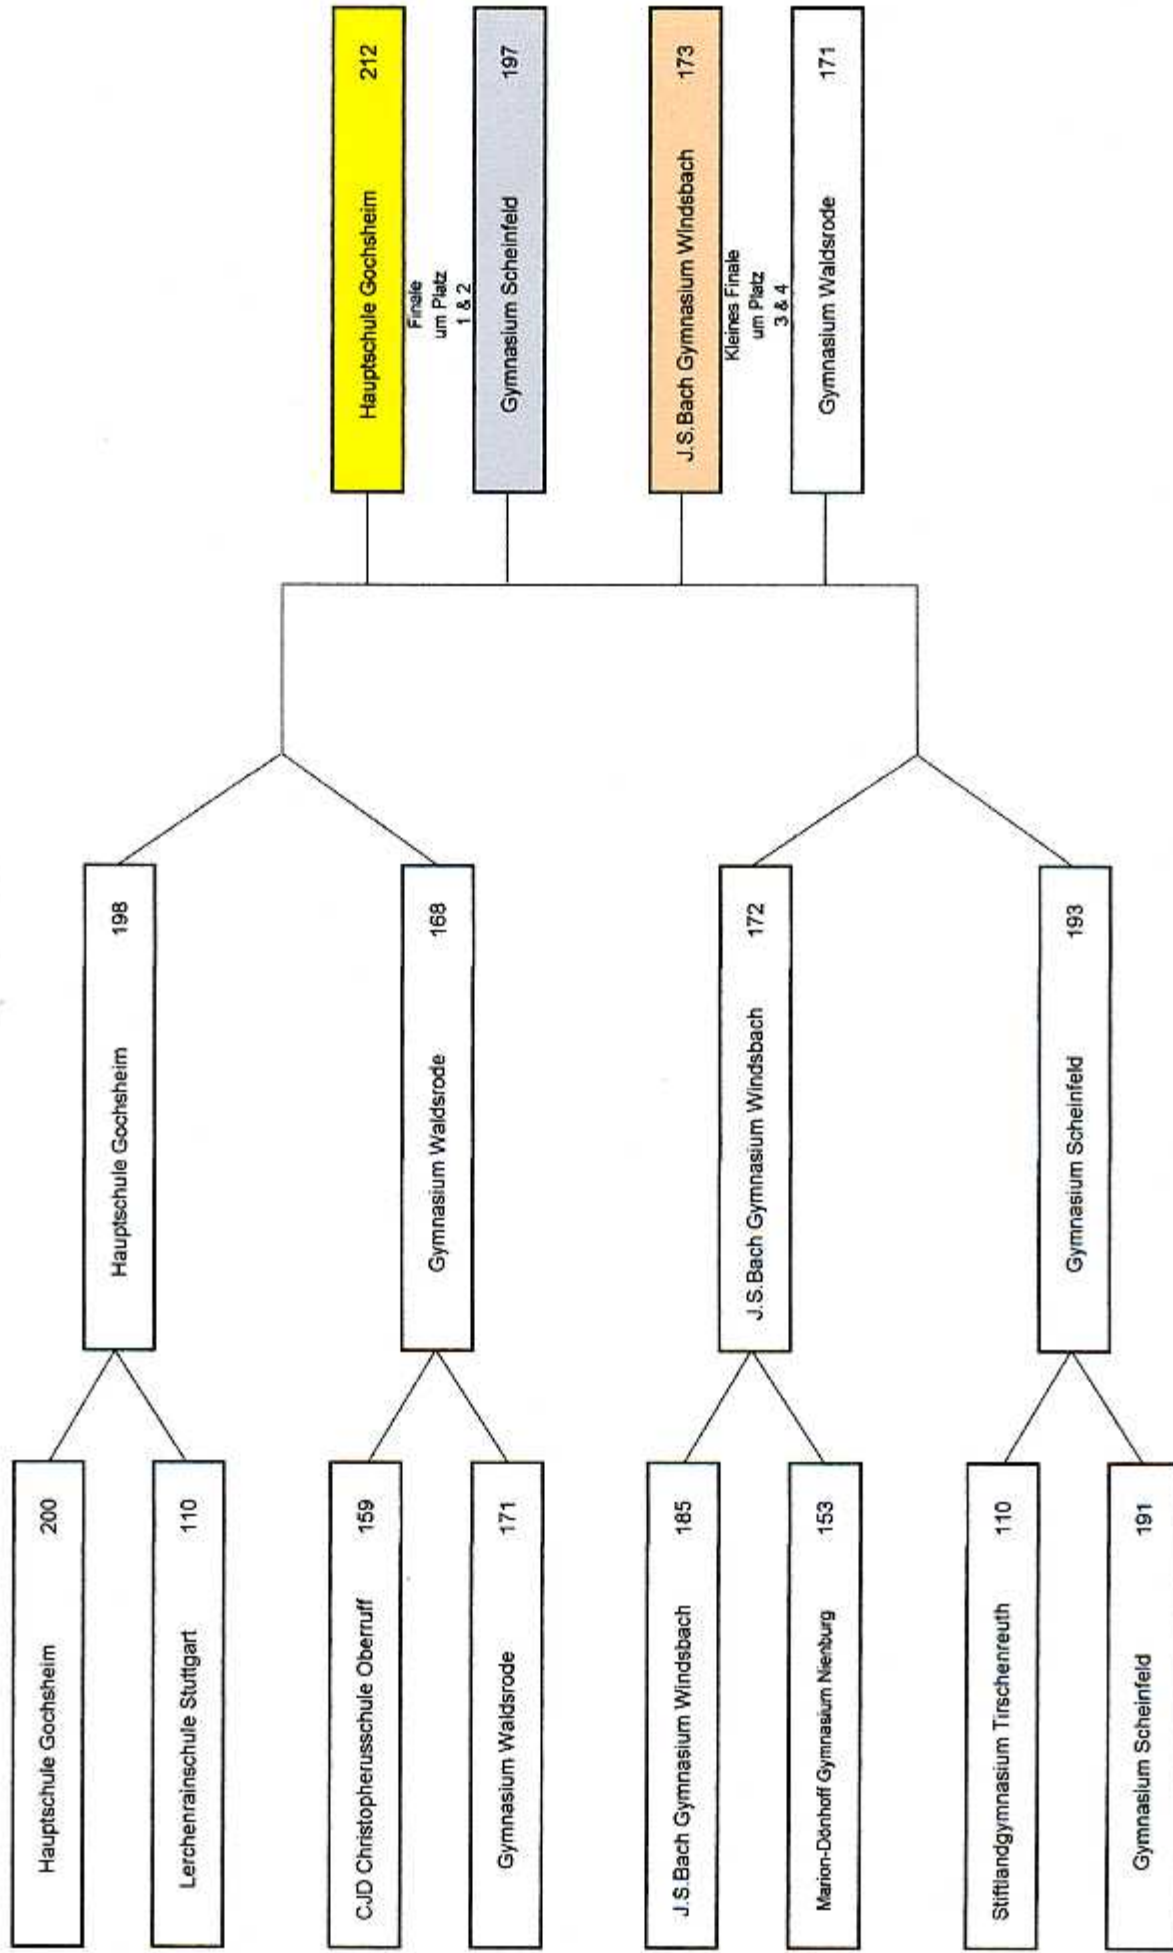 Hauptschule Gochsheim 200
Lerchenrainschule Stuttgart 110
CJD Christopherusschule Oberruff 159
Gymnasium Waldsrode 171
J.S.Bach Gymnasium Windsbach 185
Marion-Dönhoff Gymnasium Nienburg 153
Stiftlandgymnasium Tirschenreuth 110
Gymnasium Scheinfeld 191
Hauptschule Gochsheim 198
Gymnasium Waldsrode 168
J.S.Bach Gymnasium Windsbach 172
Gymnasium Scheinfeld 193
Hauptschule Gochsheim 212
Finale
um Platz
1 & 2
Gymnasium Scheinfeld 197
J.S.Bach Gymnasium Windsbach 173
Kleines Finale
um Platz
3 & 4
Gymnasium Waldsrode 171